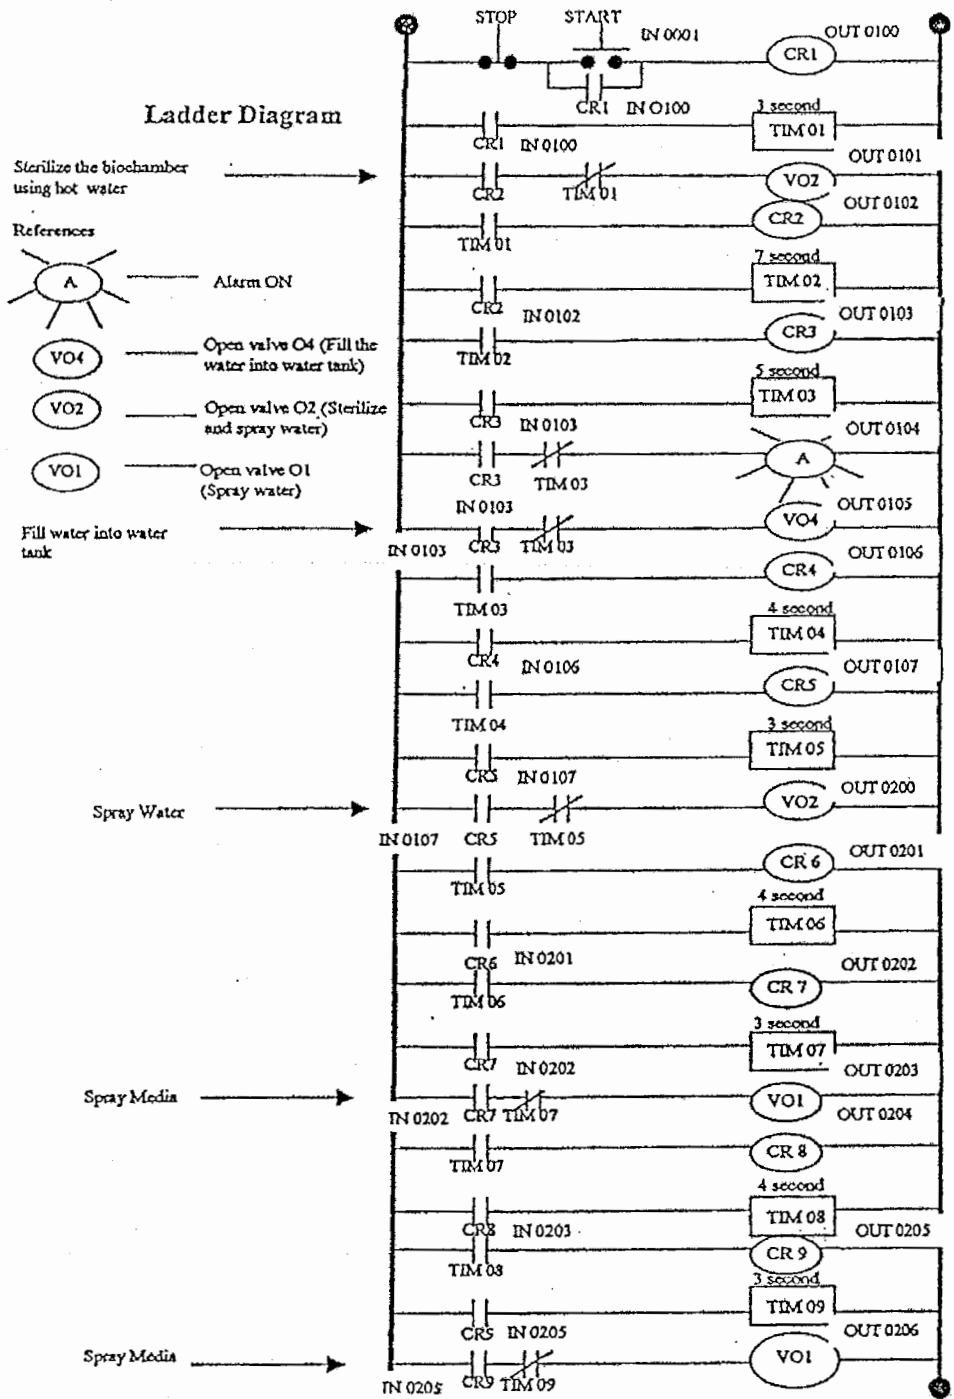 STOP START IN 0001 OUT 0100
CR1
CR1 IN O100
Ladder Diagram
3 second
TIM 01
CR1 IN 0100
OUT 0101
Sterilize the biochamber
using hot water
VO2
CR2 TIM 01
OUT 0102
CR2
References
TIM 01
7 second
A Alarm ON
TIM 02
CR2 IN 0102
OUT 0103
CR3
VO4 Open valve O4 (Fill the
water into water tank)
TIM 02
5 second
TIM 03
VO2 Open valve O2 (Sterilize
and spray water)
CR3 IN 0103
OUT 0104
A
VO1 Open valve O1
(Spray water)
CR3 TIM 03
IN 0103
OUT 0105
VO4
Fill water into water
tank
IN 0103 CR3 TIM 03
OUT 0106
CR4
TIM 03
4 second
TIM 04
CR4 IN 0106
OUT 0107
CR5
TIM 04
3 second
TIM 05
CR5 IN 0107
OUT 0200
VO2
Spray Water
IN 0107 CR5 TIM 05
OUT 0201
CR 6
TIM 05
4 second
TIM 06
CR6 IN 0201
OUT 0202
CR 7
TIM 06
3 second
TIM 07
CR7 IN 0202
OUT 0203
Spray Media
VO1
IN 0202 CR7 TIM 07
OUT 0204
CR 8
TIM 07
4 second
TIM 08
CR8 IN 0203
OUT 0205
CR 9
TIM 08
3 second
TIM 09
CR5 IN 0205
OUT 0206
Spray Media
VO1
IN 0205 CR9 TIM 09